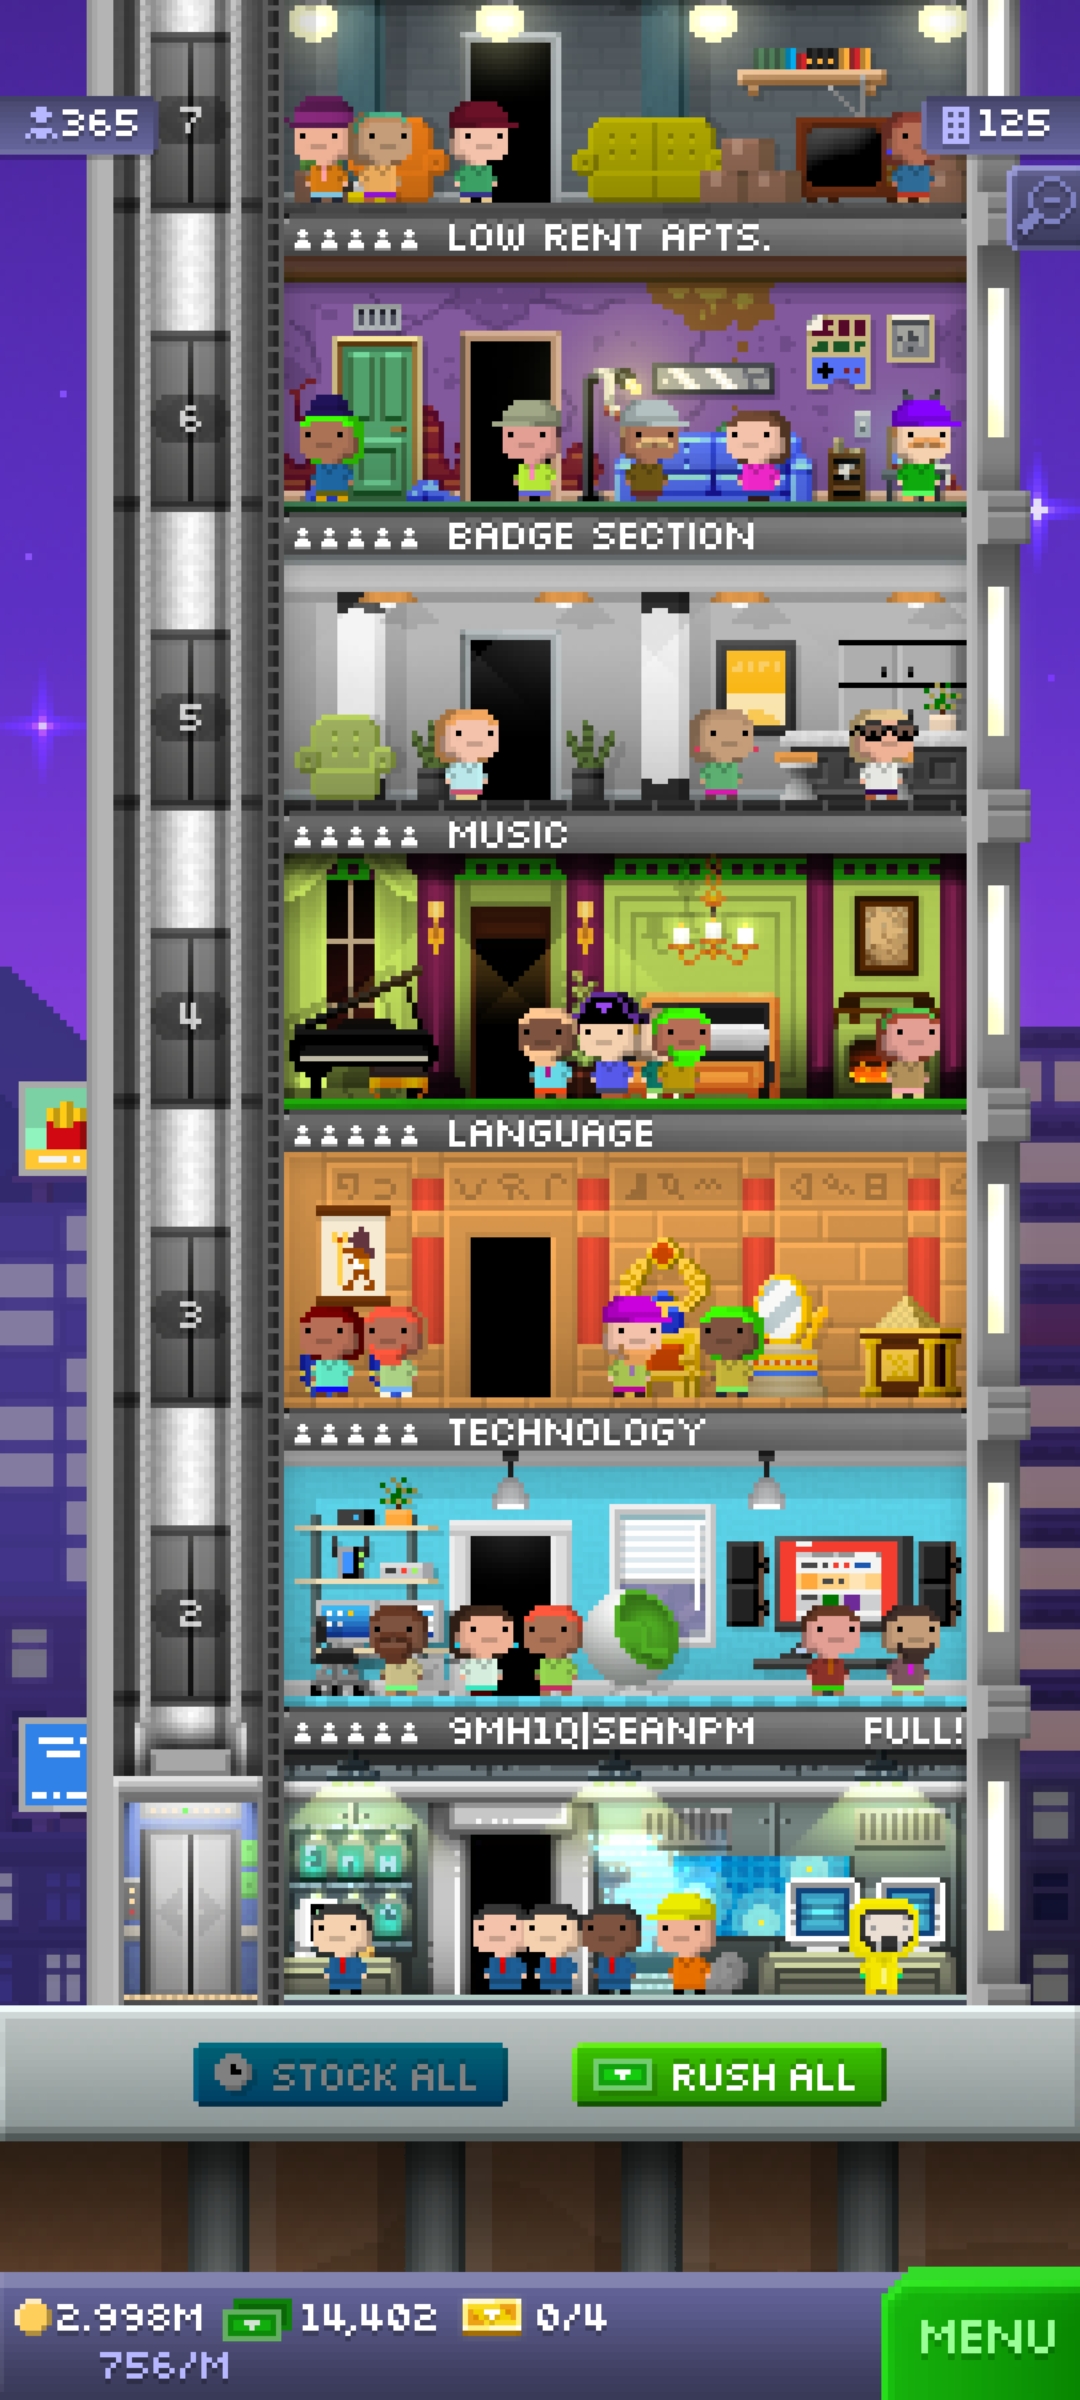 7
365
125
LOW RENT APTS.
6
BADGE SECTION
5
MUSIC
4
LANGUAGE
3
TECHNOLOGY
2
9MH1Q|SEANPM FULL!
STOCK ALL
RUSH ALL
2.998M 14,402 0/4
756/M
MENU